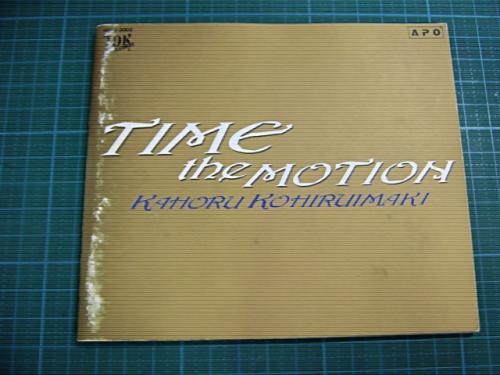 APO
TIME
the MOTION
KAHORU KOHIRUIMAKI